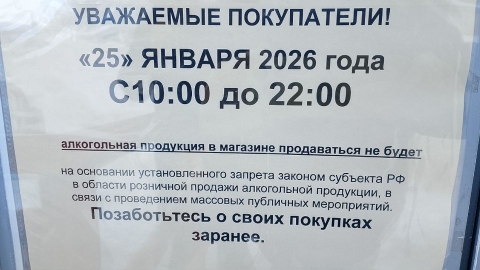 УВАЖАЕМЫЕ ПОКУПАТЕЛИ!
«25» ЯНВАРЯ 2026 года
С10:00 до 22:00
алкогольная продукция в магазине продаваться не будет
на основании установленного запрета законом субъекта РФ
в области розничной продажи алкогольной продукции, в
связи с проведением массовых публичных мероприятий.
Позаботьтесь о своих покупках
заранее.